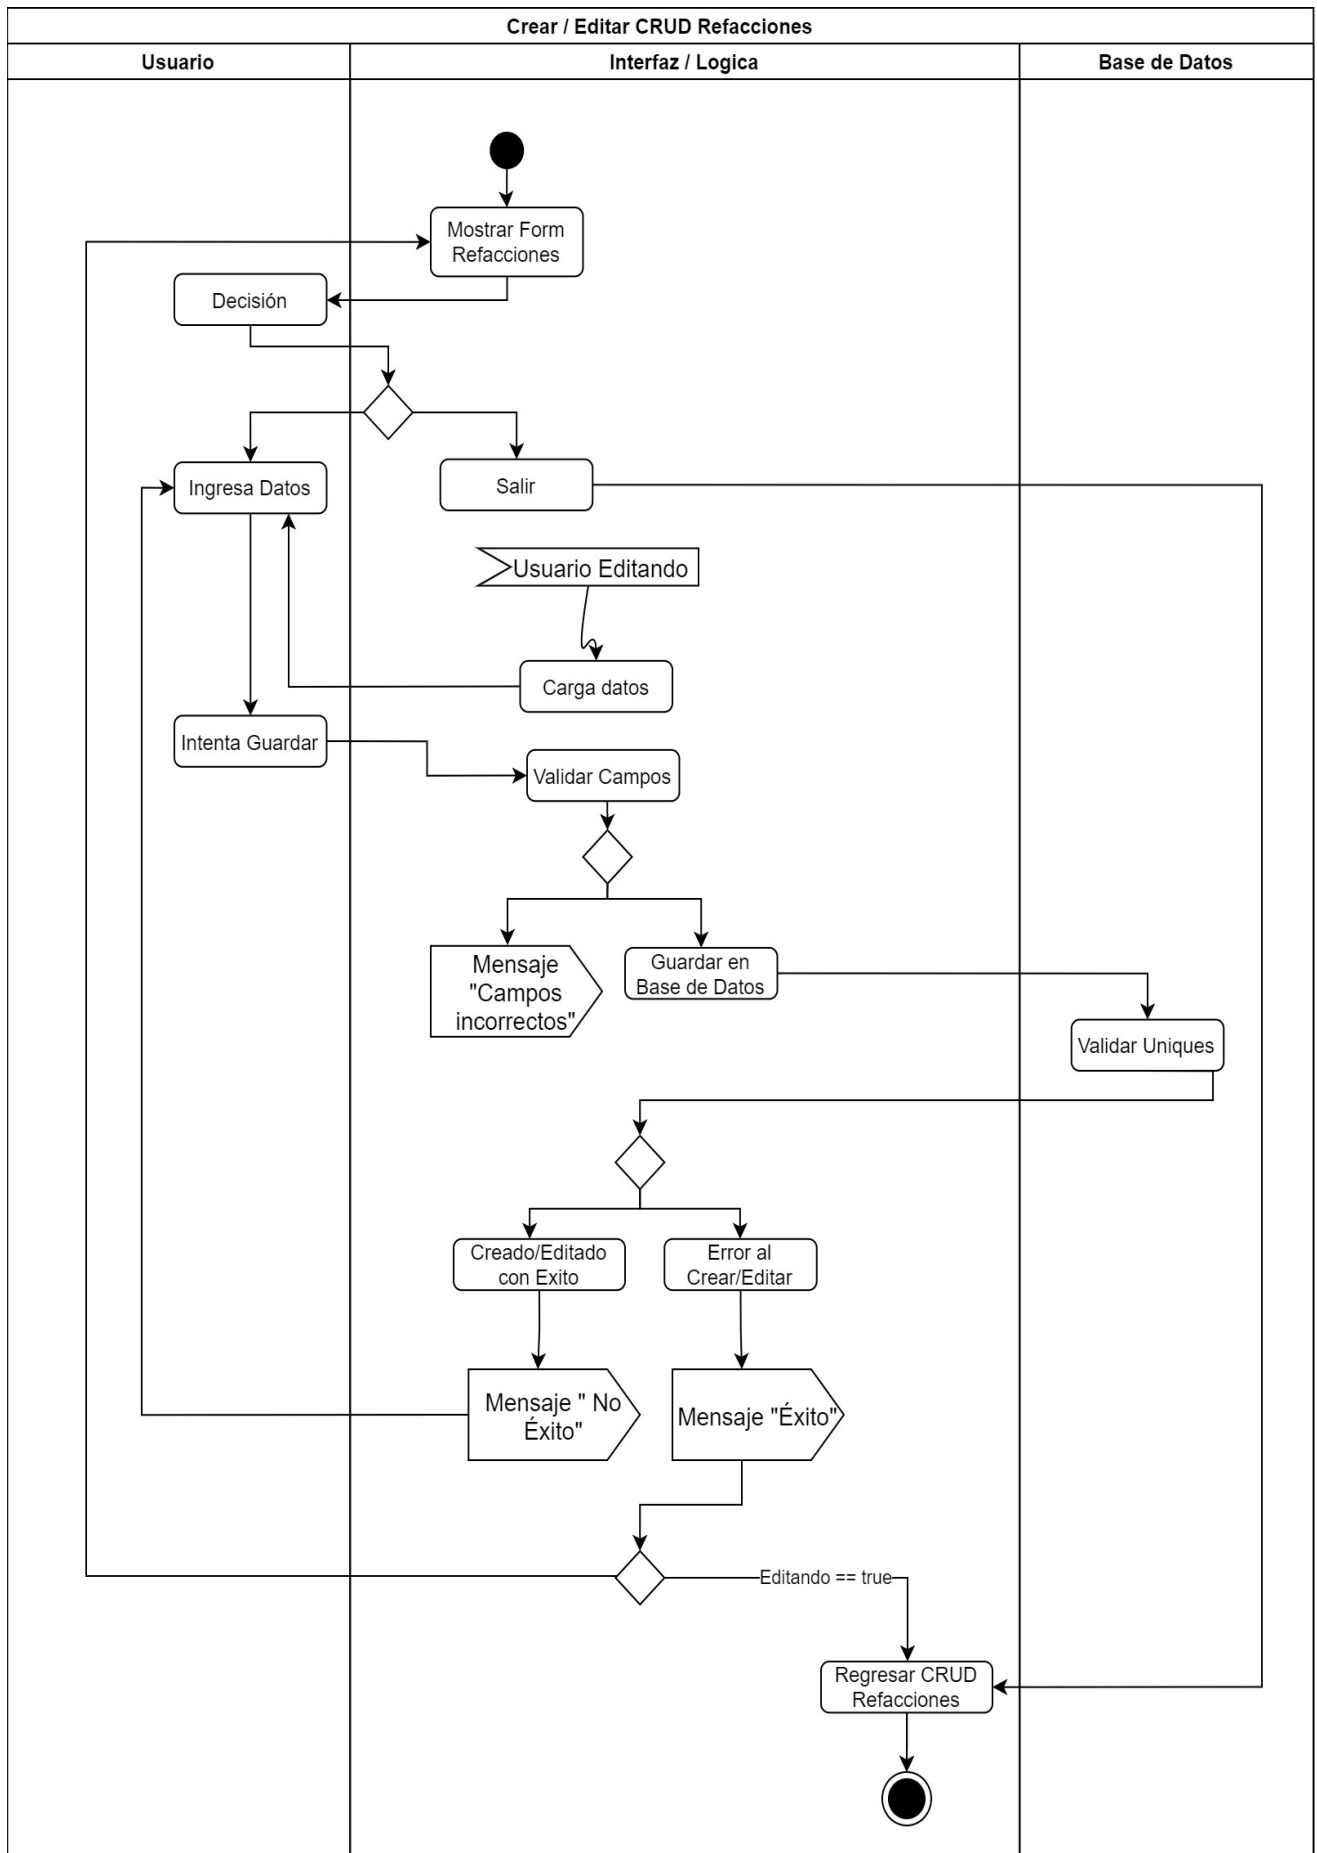 Crear / Editar CRUD Refacciones
Usuario
Interfaz / Logica
Base de Datos
Mostrar Form
Refacciones
Decisión
Ingresa Datos
Salir
Usuario Editando
Carga datos
Intenta Guardar
Validar Campos
Mensaje
"Campos
incorrectos"
Guardar en
Base de Datos
Validar Uniques
Creado/Editado
con Exito
Error al
Crear/Editar
Mensaje " No
Éxito"
Mensaje "Éxito"
Editando == true
Regresar CRUD
Refacciones